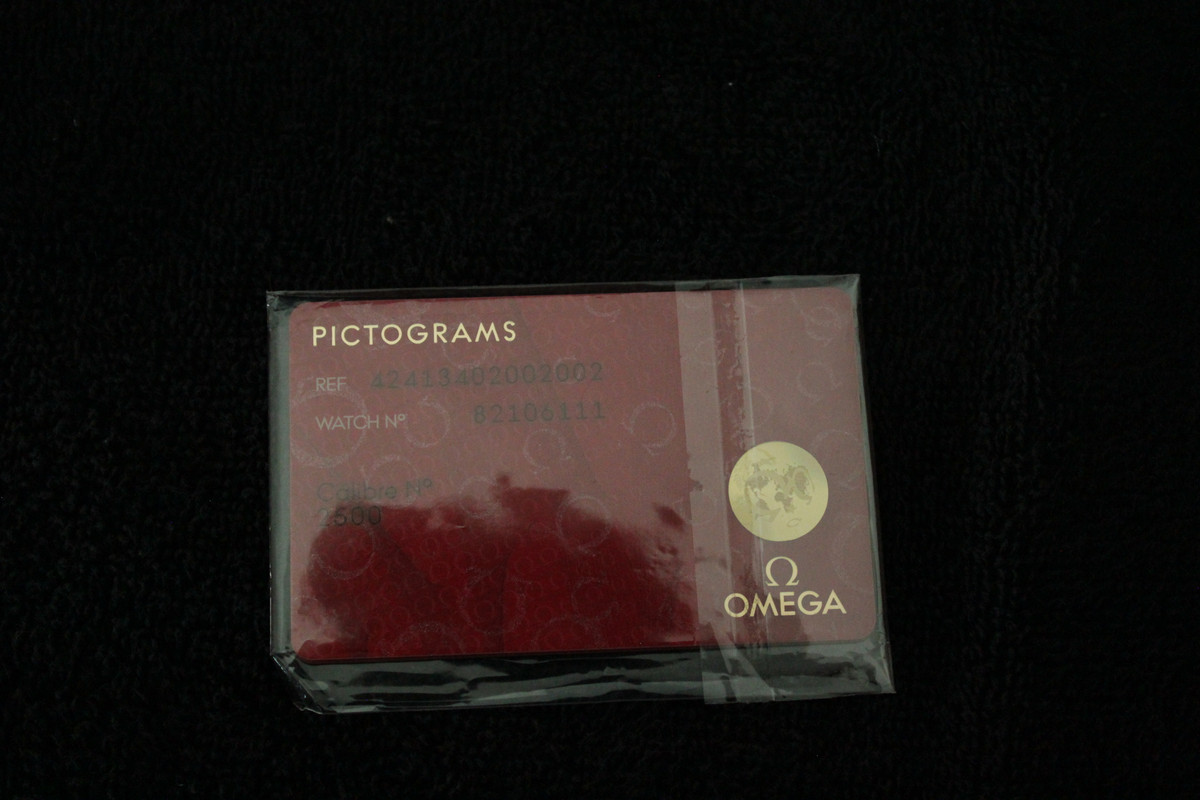 PICTOGRAMS
REF 42413402002002
WATCH Nº 82106111
Calibre Nº
2500
Ω
OMEGA